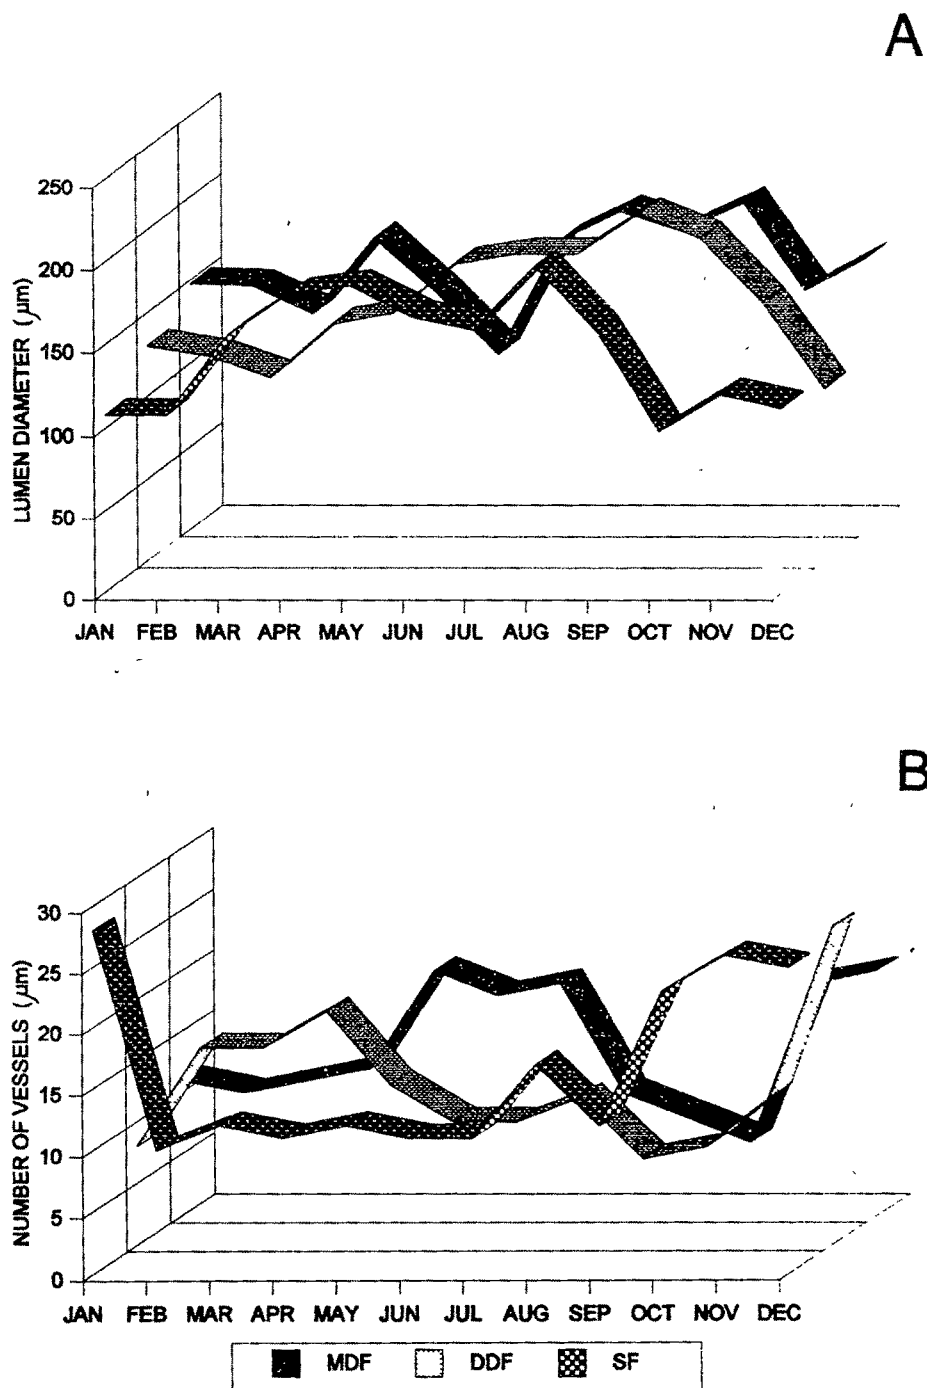 A
250
200
150
100
50
0
LUMEN DIAMETER (μm)
JAN FEB MAR APR MAY JUN JUL AUG SEP OCT NOV DEC
B
30
25
20
15
10
5
0
NUMBER OF VESSELS (μm)
JAN FEB MAR APR MAY JUN JUL AUG SEP OCT NOV DEC
MDF DDF SF